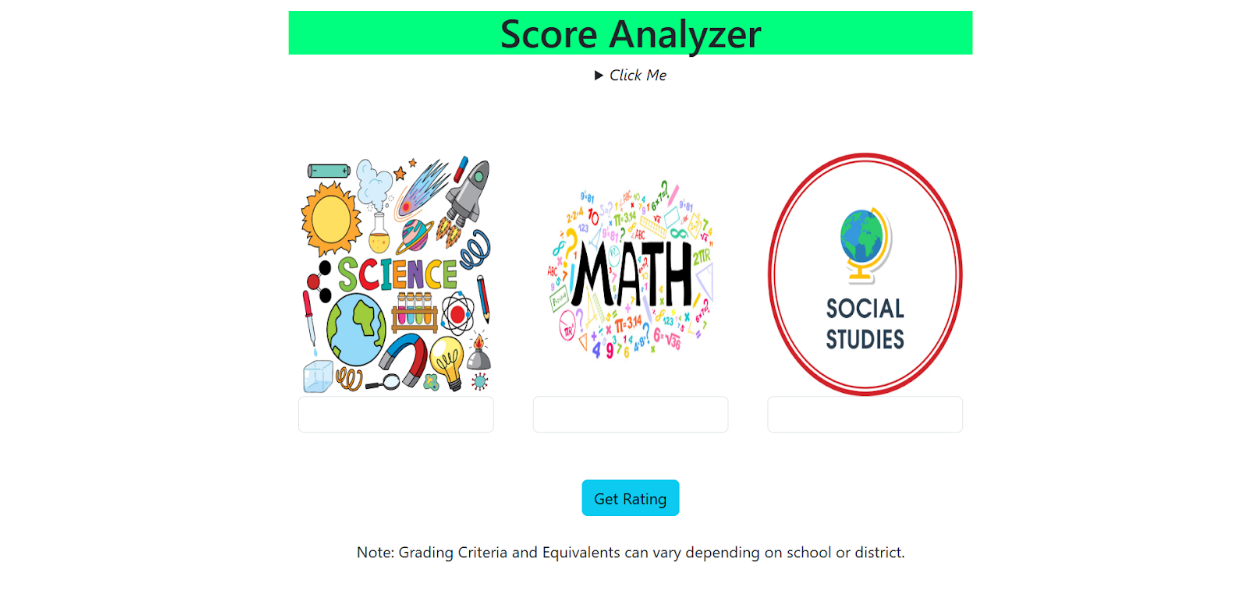 Score Analyzer
▶ Click Me
SCIENCE
MATH
SOCIAL
STUDIES
Get Rating
Note: Grading Criteria and Equivalents can vary depending on school or district.